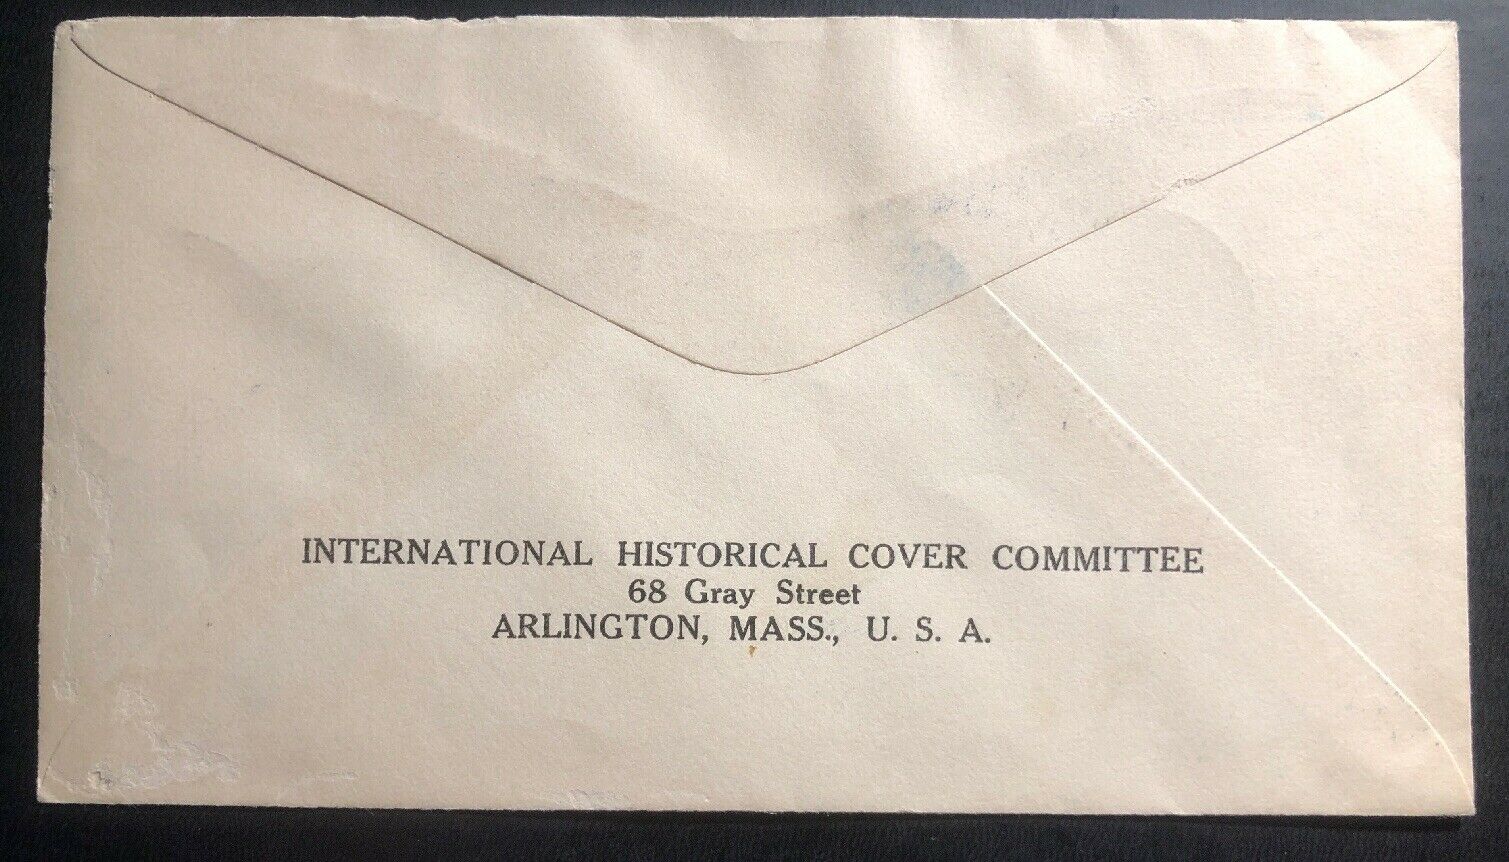 INTERNATIONAL HISTORICAL COVER COMMITTEE
68 Gray Street
ARLINGTON, MASS., U. S. A.